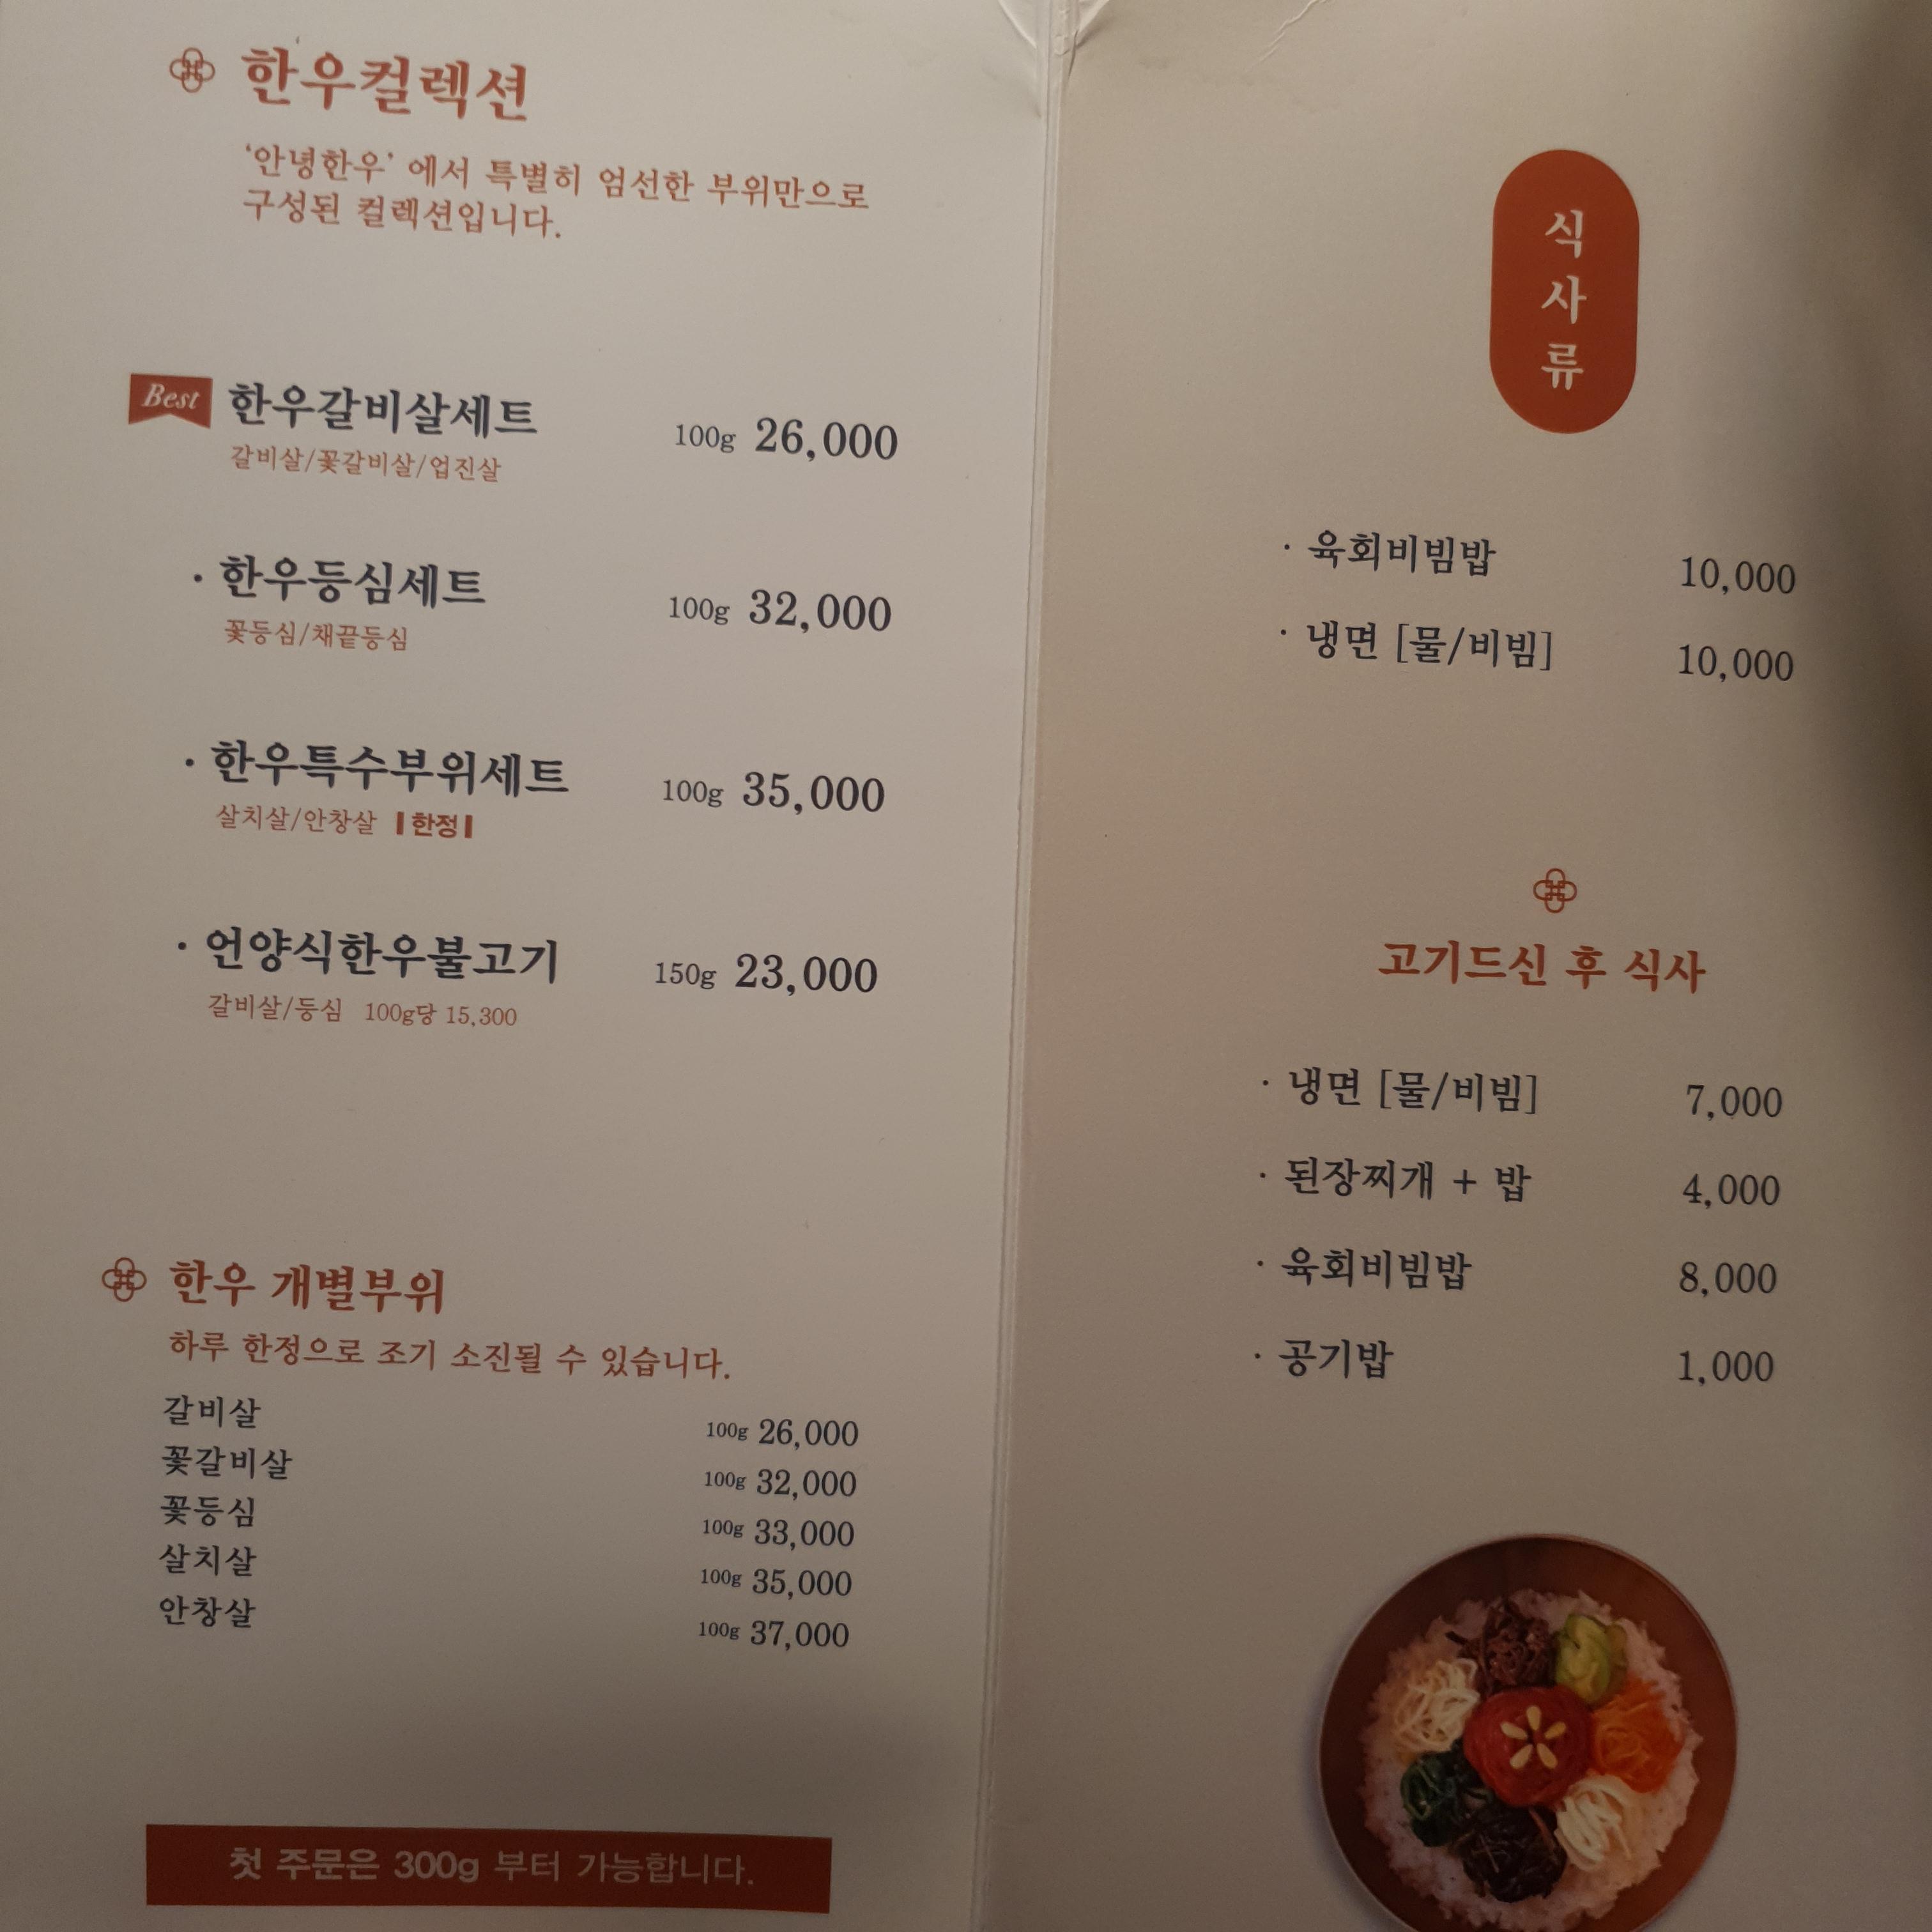 한우컬렉션
‘안녕한우’ 에서 특별히 엄선한 부위만으로
구성된 컬렉션입니다.
Best 한우갈비살세트 100g 26,000
갈비살/꽃갈비살/업진살
· 한우등심세트 100g 32,000
꽃등심/채끝등심
· 한우특수부위세트 100g 35,000
살치살/안창살 |한정|
· 언양식한우불고기 150g 23,000
갈비살/등심 100g당 15,300
한우 개별부위
하루 한정으로 조기 소진될 수 있습니다.
갈비살 100g 26,000
꽃갈비살 100g 32,000
꽃등심 100g 33,000
살치살 100g 35,000
안창살 100g 37,000
첫 주문은 300g 부터 가능합니다.
식
사
류
· 육회비빔밥 10,000
· 냉면 [물/비빔] 10,000
고기드신 후 식사
· 냉면 [물/비빔] 7,000
· 된장찌개 + 밥 4,000
· 육회비빔밥 8,000
· 공기밥 1,000